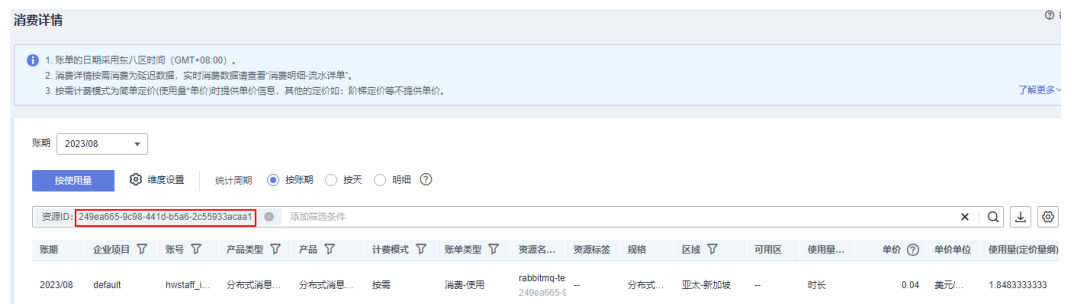 消费详情
1. 账单的日期采用东八区时间（GMT+08:00）。
2. 消费详情按需消费为延迟数据，实时消费数据请查看“消费明细-流水详单”。
3. 按需计费模式为简单定价(使用量*单价)时提供单价信息，其他的定价如：阶梯定价等不提供单价。
了解更多
账期 2023/08
按使用量 维度设置 统计周期 按账期 按天 明细
资源ID: 249ea665-9c98-441d-b5a6-2c55933acaa1 添加筛选条件
账期 企业项目 账号 产品类型 产品 计费模式 账单类型 资源名... 资源标签 规格 区域 可用区 使用量... 单价 单价单位 使用量(定价量纲)
2023/08 default hwstaff_i... 分布式消息... 分布式消息... 按需 消费-使用 rabbitmq-te -- 分布式... 亚太-新加坡 -- 时长 0.04 美元/... 1.8483333333
249ea665-9